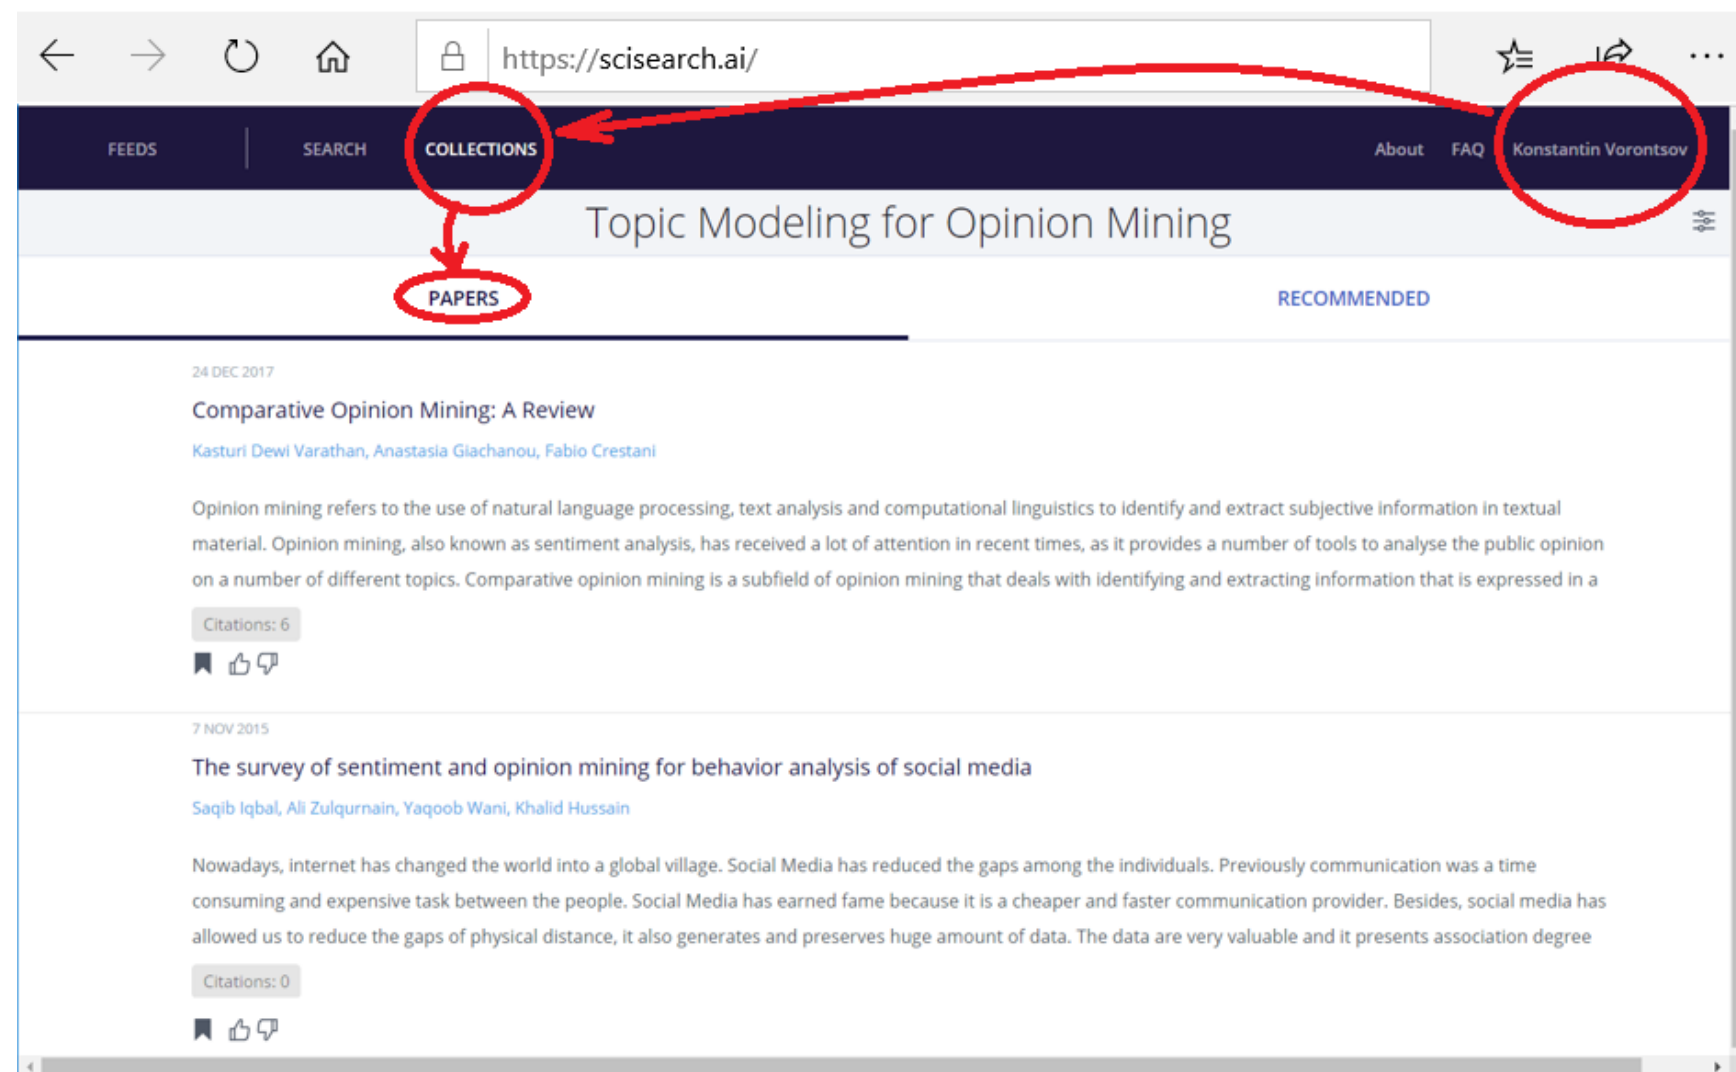 https://scisearch.ai/
FEEDS SEARCH COLLECTIONS About FAQ Konstantin Vorontsov
Topic Modeling for Opinion Mining
PAPERS RECOMMENDED
24 DEC 2017
Comparative Opinion Mining: A Review
Kasturi Dewi Varathan, Anastasia Giachanou, Fabio Crestani
Opinion mining refers to the use of natural language processing, text analysis and computational linguistics to identify and extract subjective information in textual
material. Opinion mining, also known as sentiment analysis, has received a lot of attention in recent times, as it provides a number of tools to analyse the public opinion
on a number of different topics. Comparative opinion mining is a subfield of opinion mining that deals with identifying and extracting information that is expressed in a
Citations: 6
7 NOV 2015
The survey of sentiment and opinion mining for behavior analysis of social media
Saqib Iqbal, Ali Zulqurnain, Yaqoob Wani, Khalid Hussain
Nowadays, internet has changed the world into a global village. Social Media has reduced the gaps among the individuals. Previously communication was a time
consuming and expensive task between the people. Social Media has earned fame because it is a cheaper and faster communication provider. Besides, social media has
allowed us to reduce the gaps of physical distance, it also generates and preserves huge amount of data. The data are very valuable and it presents association degree
Citations: 0